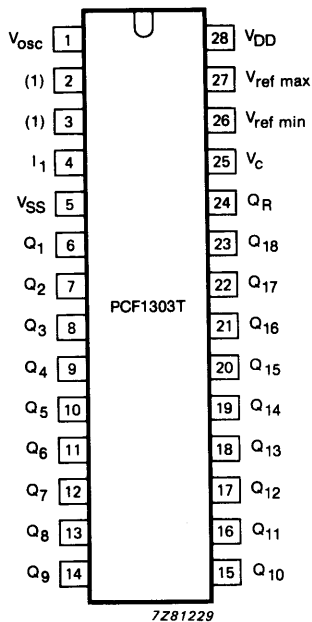 Vosc 1 28 VDD
(1) 2 27 Vref max
(1) 3 26 Vref min
I1 4 25 Vc
VSS 5 24 QR
Q1 6 23 Q18
Q2 7 22 Q17
PCF1303T
Q3 8 21 Q16
Q4 9 20 Q15
Q5 10 19 Q14
Q6 11 18 Q13
Q7 12 17 Q12
Q8 13 16 Q11
Q9 14 15 Q10
7Z81229